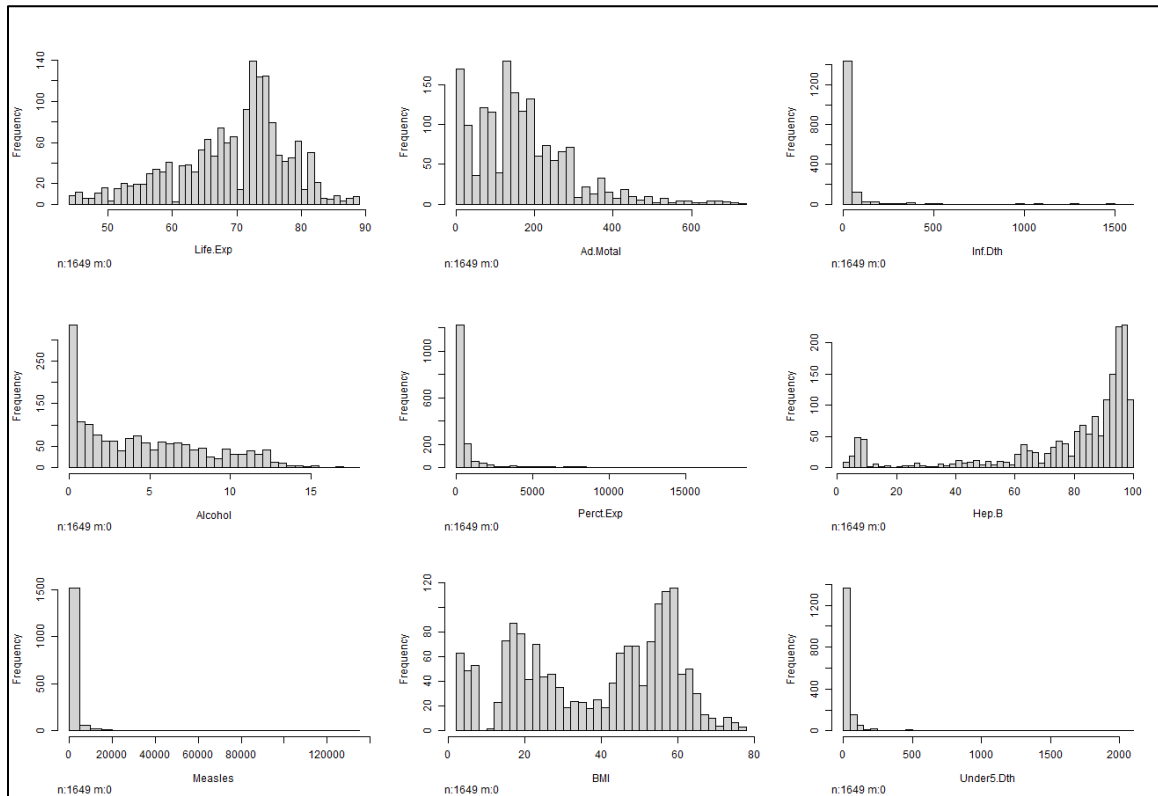 Frequency
0 20 60 100 140
50 60 70 80 90
Life.Exp
n:1649 m:0
Frequency
0 50 100 150
0 200 400 600
Ad.Motal
n:1649 m:0
Frequency
0 400 800 1200
0 500 1000 1500
Inf.Dth
n:1649 m:0
Frequency
0 50 150 250
0 5 10 15
Alcohol
n:1649 m:0
Frequency
0 200 600 1000
0 5000 10000 15000
Perct.Exp
n:1649 m:0
Frequency
0 50 100 150 200
0 20 40 60 80 100
Hep.B
n:1649 m:0
Frequency
0 500 1000 1500
0 20000 40000 60000 80000 120000
Measles
n:1649 m:0
Frequency
0 20 40 60 80 120
0 20 40 60 80
BMI
n:1649 m:0
Frequency
0 400 800 1200
0 500 1000 1500 2000
Under5.Dth
n:1649 m:0